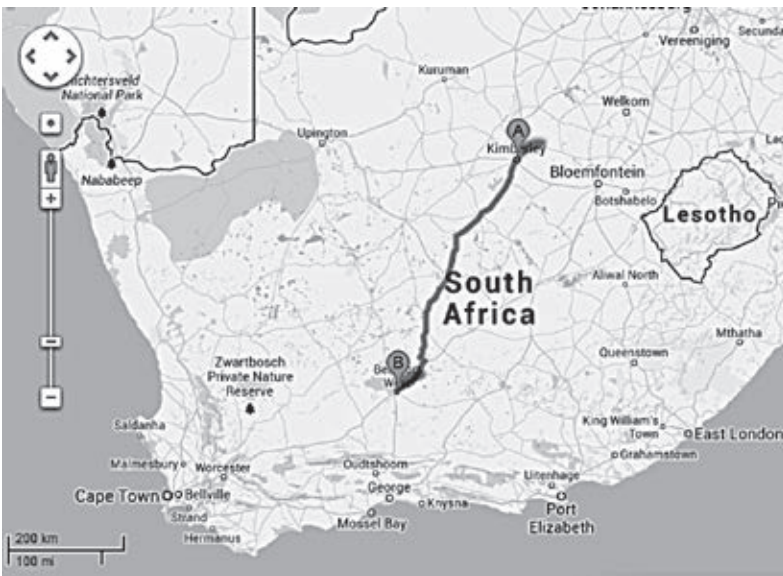 Vereeniging
Secunda
Kuruman
Richtersveld
National Park
Welkom
A
Upington
Kimberley
Nababeep
Bloemfontein
Botshabelo
Lesotho
South
Africa
Aliwal North
Mthatha
B
Zwartbosch
Private Nature
Reserve
Queenstown
Saldanha
King William's
Town
East London
Grahamstown
Malmesbury
Worcester
Oudtshoorn
Uitenhage
Cape Town
Bellville
George
Knysna
Port
Elizabeth
Strand
Mossel Bay
Hermanus
200 km
100 mi